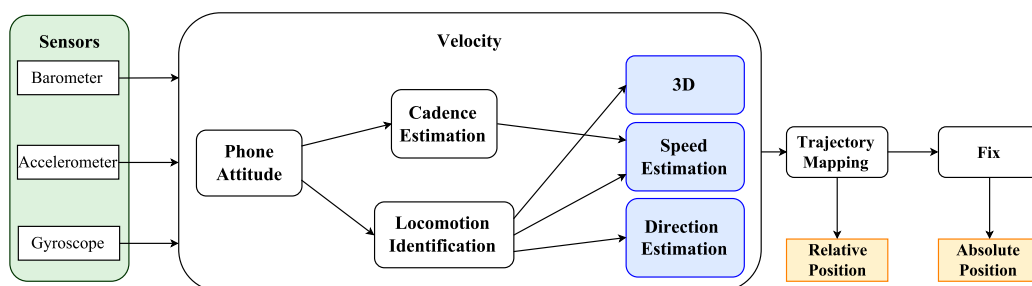 Sensors
Barometer
Accelerometer
Gyroscope
Velocity
Phone
Attitude
Cadence
Estimation
Locomotion
Identification
3D
Speed
Estimation
Direction
Estimation
Trajectory
Mapping
Fix
Relative
Position
Absolute
Position